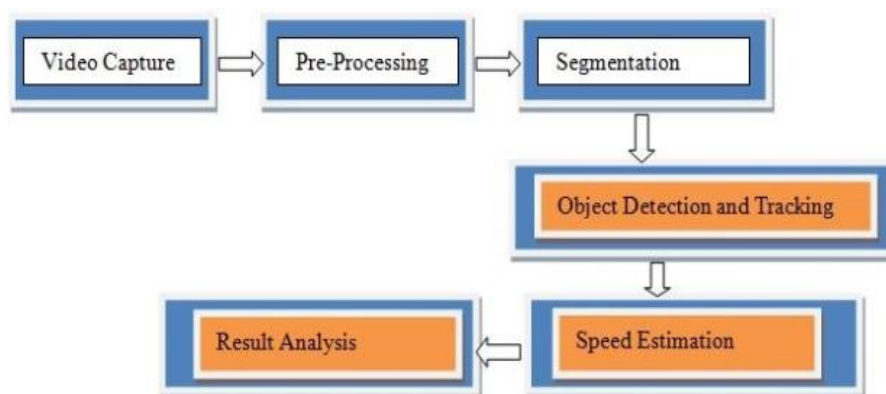 Video Capture
Pre-Processing
Segmentation
Object Detection and Tracking
Speed Estimation
Result Analysis